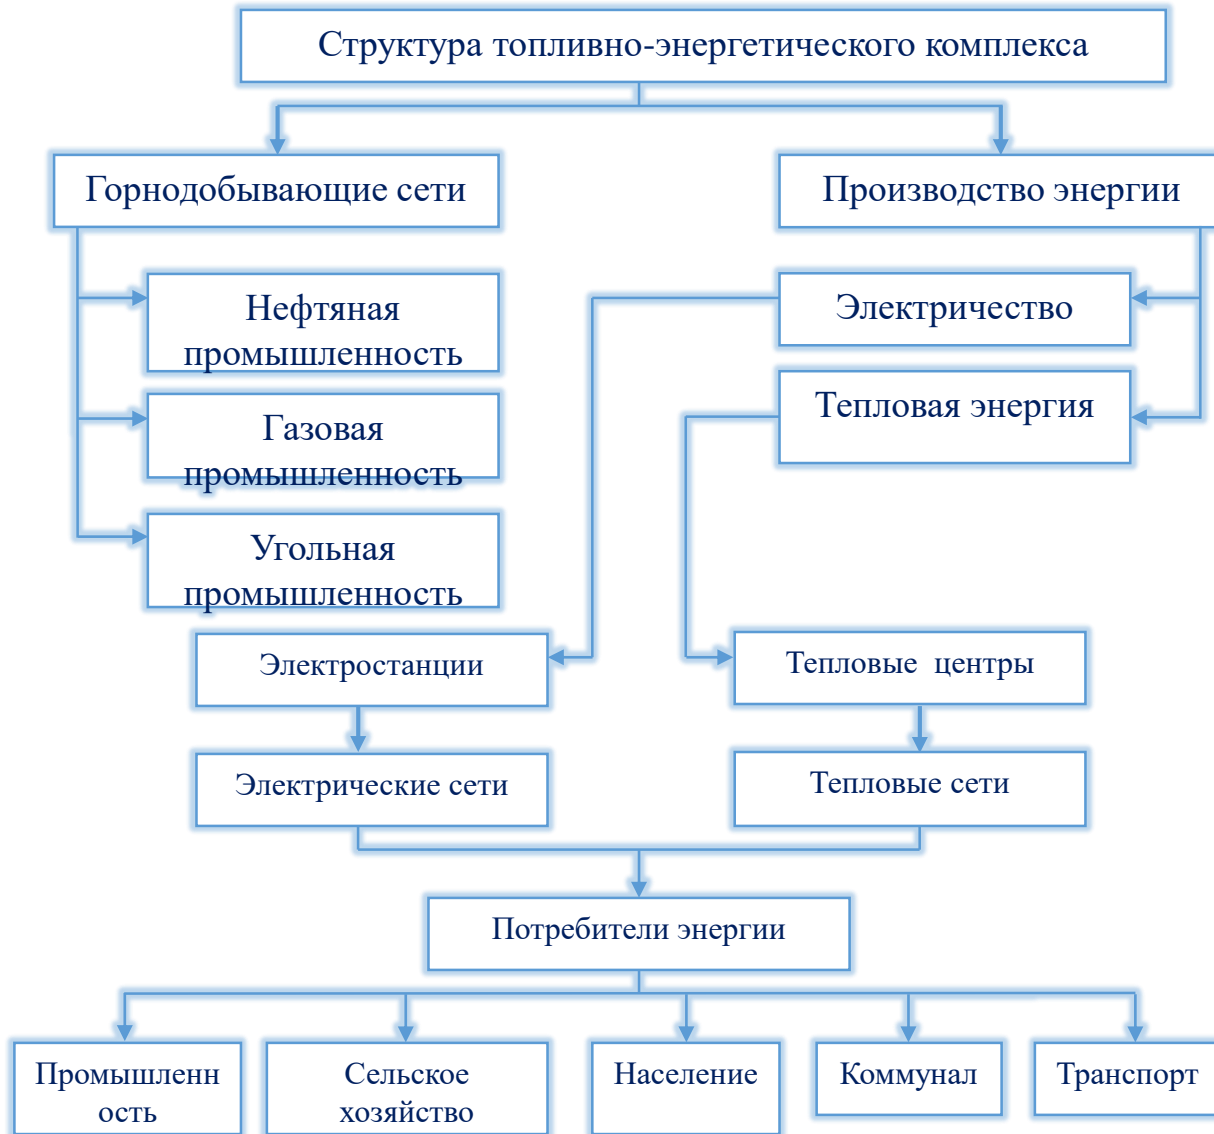 Структура топливно-энергетического комплекса
Горнодобывающие сети
Производство энергии
Нефтяная
промышленность
Электричество
Газовая
промышленность
Тепловая энергия
Угольная
промышленность
Электростанции
Тепловые центры
Электрические сети
Тепловые сети
Потребители энергии
Промышленн
ость
Сельское
хозяйство
Население
Коммунал
Транспорт